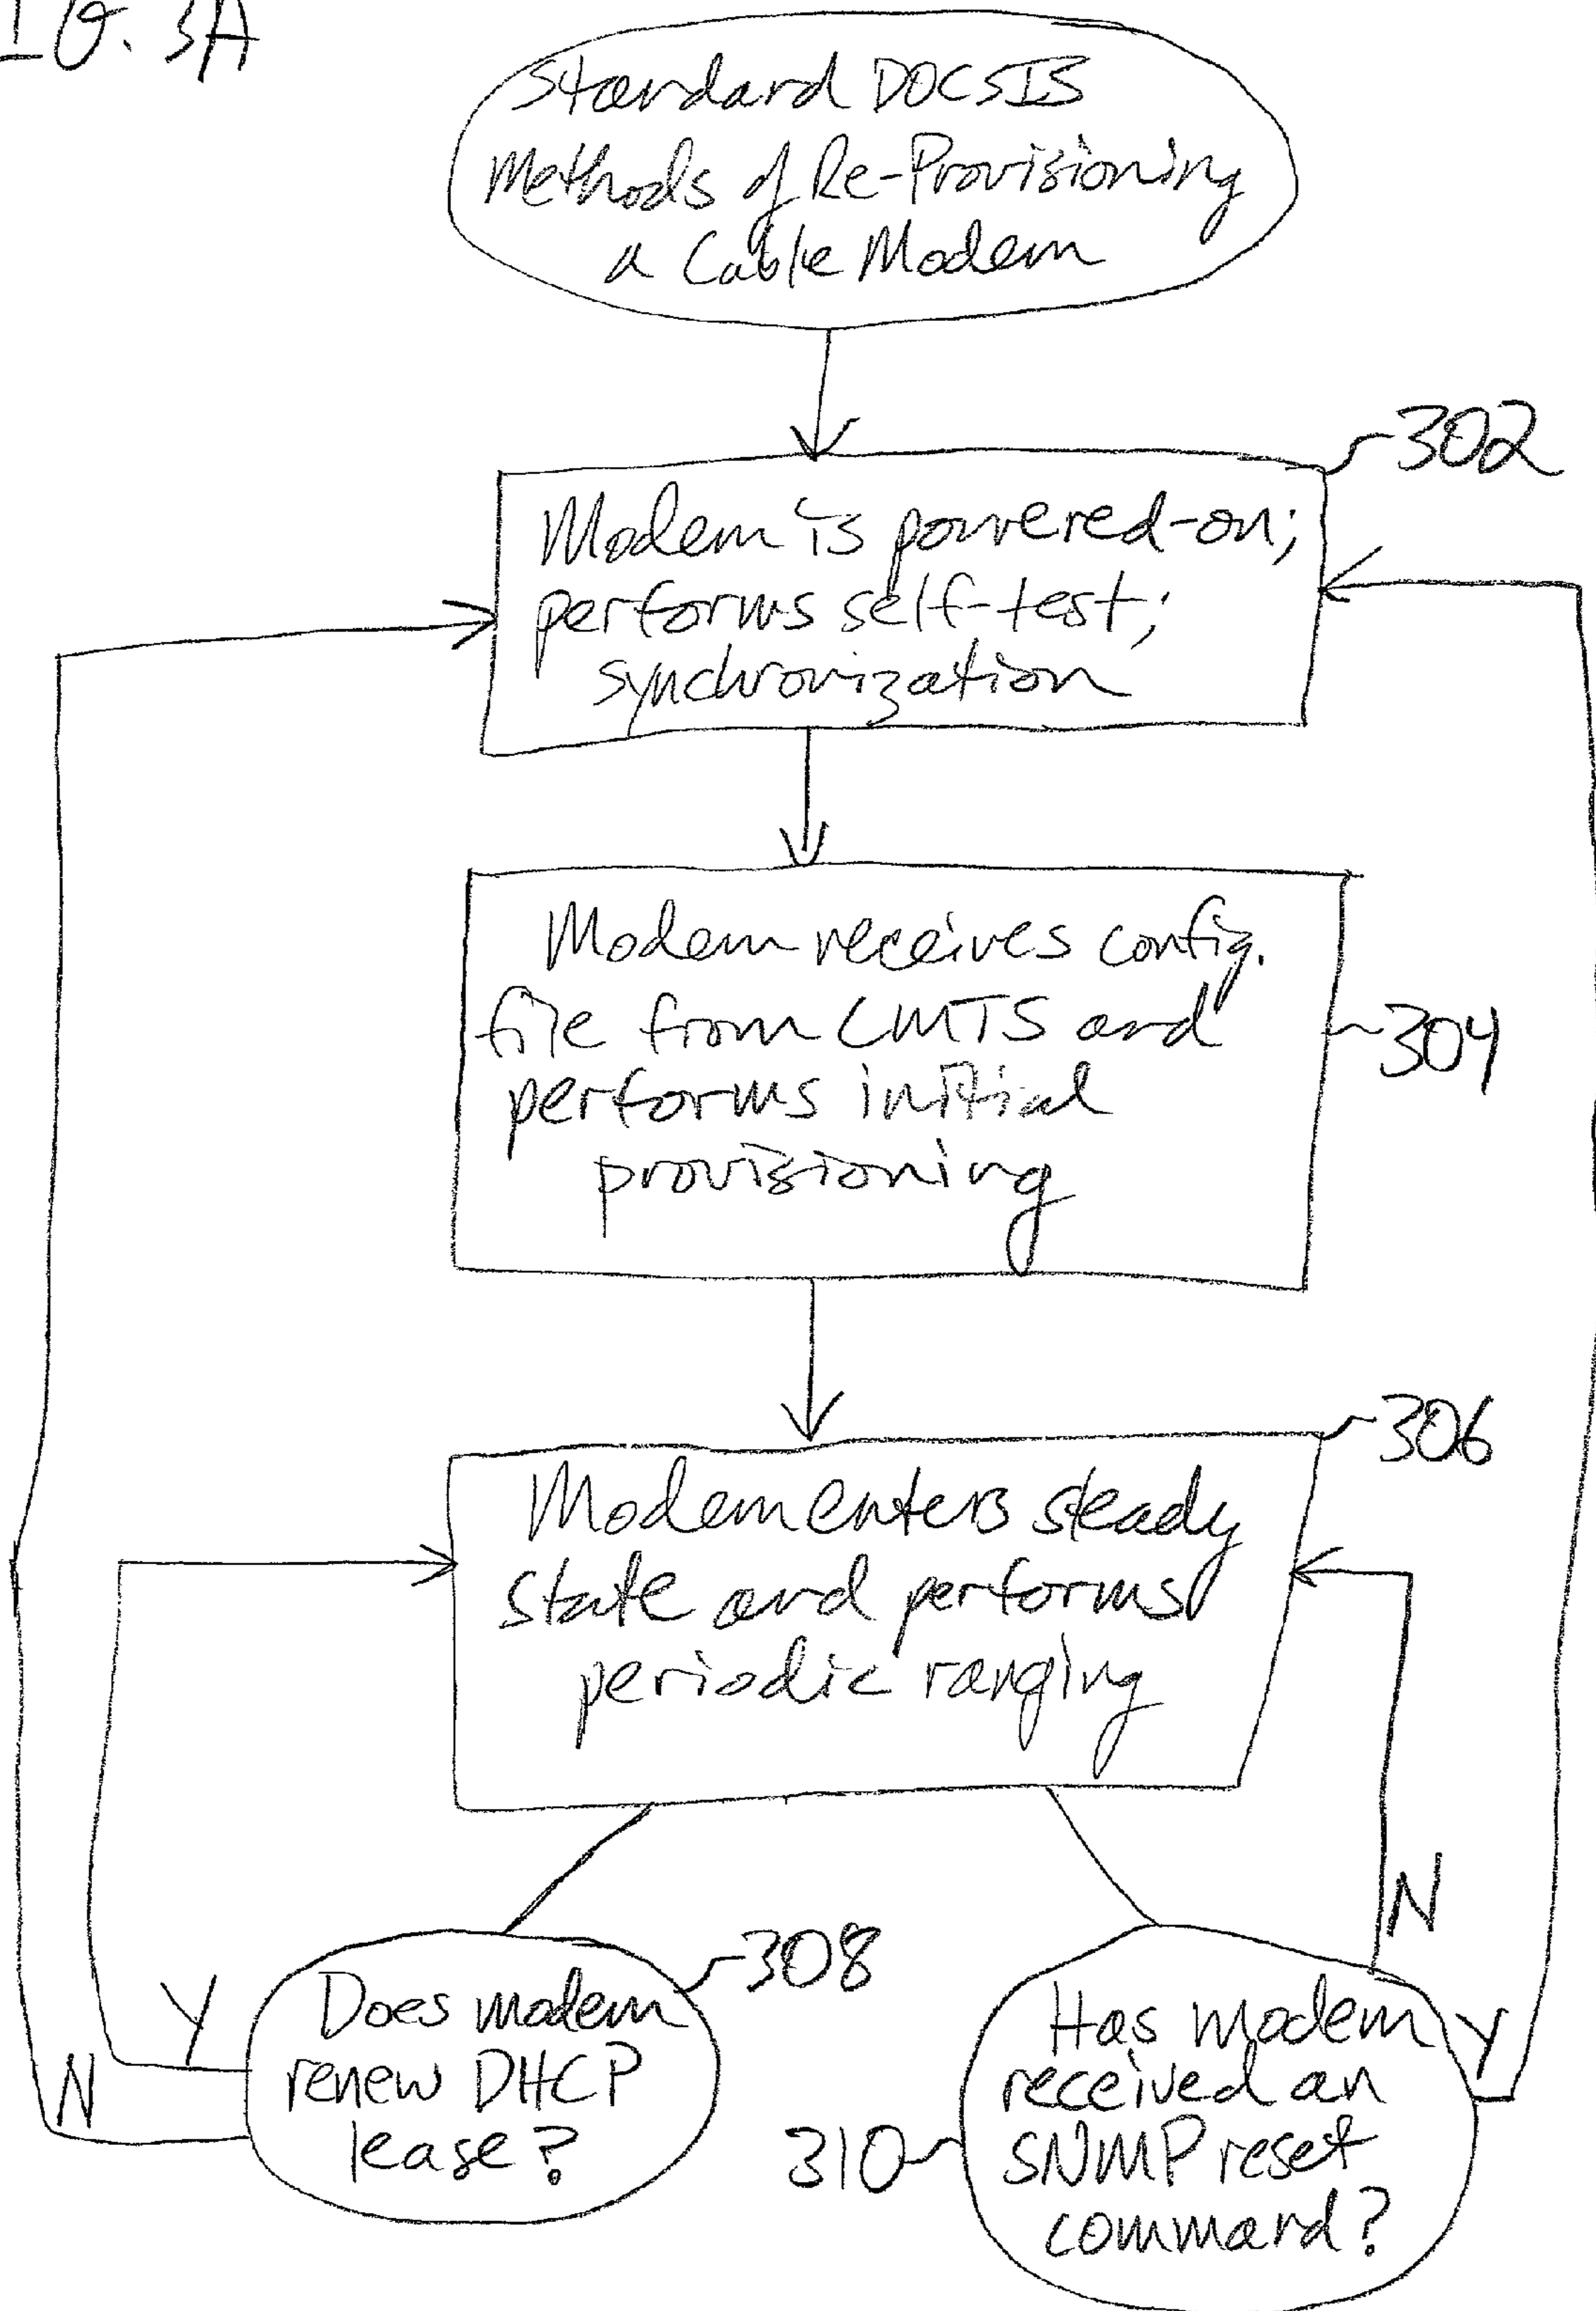 IG. 3A
Standard DOCSIS
Methods of Re-Provisioning
a Cable Modem
302
Modem is powered-on;
performs self-test;
synchronization
Modem receives config.
file from CMTS and
performs initial
provisioning
304
306
Modem enters steady
state and performs
periodic ranging
N
308
Y
N
Does modem
renew DHCP
lease?
310
Y
Has modem
received an
SNMP reset
command?